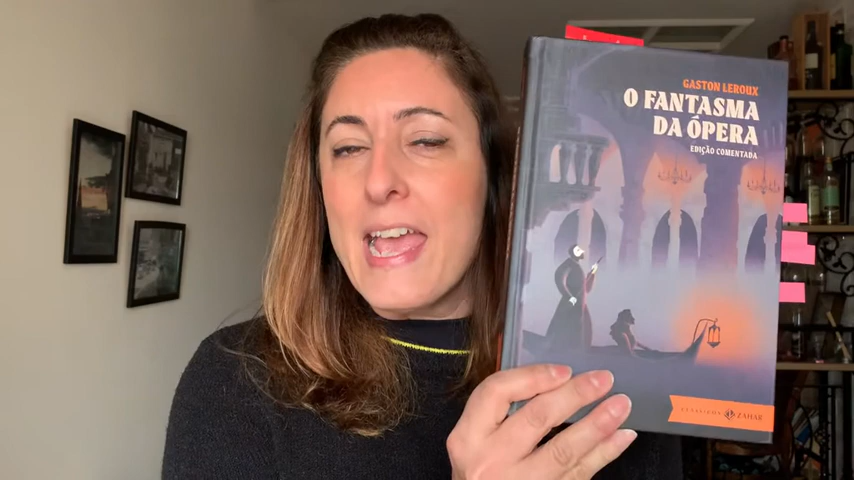 GASTON LEROUX
O FANTASMA
DA ÓPERA
EDIÇÃO COMENTADA
CLÁSSICOS ZAHAR